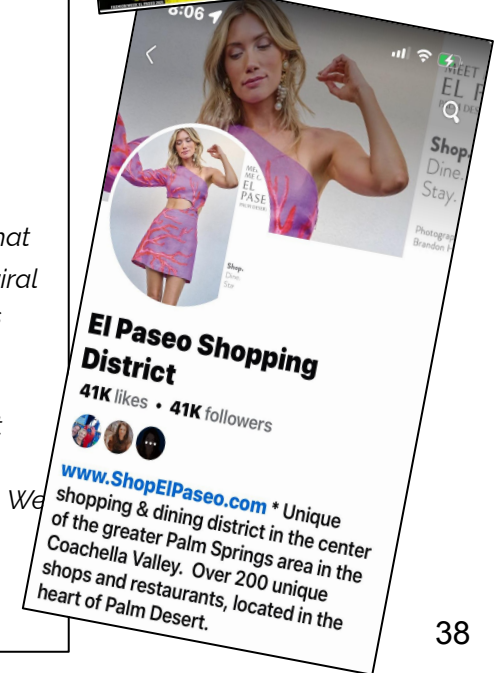 8:06
MEET
EL P
Shop.
Dine.
Stay.
Photograp
Brandon H
EL
PASE
PALM DESERT
Shop.
Dine.
El Paseo Shopping
District
41K likes • 41K followers
www.ShopElPaseo.com * Unique
shopping & dining district in the center
of the greater Palm Springs area in the
Coachella Valley. Over 200 unique
shops and restaurants, located in the
heart of Palm Desert.
hat
iral
We
38